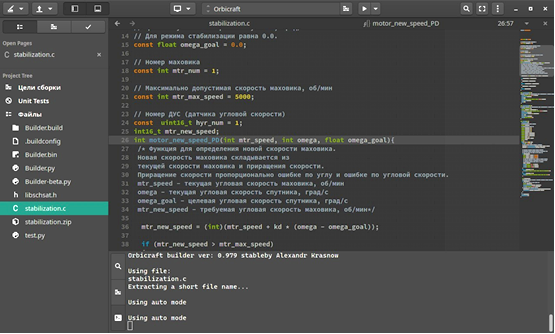 Orbicraft
stabilization.c
motor_new_speed_PD
26:57
Open Pages
stabilization.c
Project Tree
Цели сборки
Unit Tests
Файлы
Builder.build
.buildconfig
Builder.bin
Builder.py
Builder-beta.py
libschsat.h
stabilization.c
stabilization.zip
test.py
14 // Для режима стабилизации равна 0.0.
15 const float omega_goal = 0.0;
16
17 // Номер маховика
18 const int mtr_num = 1;
19
20 // Максимально допустимая скорость маховика, об/мин
21 const int mtr_max_speed = 5000;
22
23 // Номер ДУС (датчика угловой скорости)
24 const uint16_t hyr_num = 1;
25 int16_t mtr_new_speed;
26 int motor_new_speed_PD(int mtr_speed, int omega, float omega_goal){
27 /* Функция для определения новой скорости маховика.
28 Новая скорость маховика складывается из
29 текущей скорости маховика и приращения скорости.
30 Приращение скорости пропорционально ошибке по углу и ошибке по угловой скорости.
31 mtr_speed - текущая угловая скорость маховика, об/мин
32 omega - текущая угловая скорость спутника, град/с
33 omega_goal - целевая угловая скорость спутника, град/с
34 mtr_new_speed - требуемая угловая скорость маховика, об/мин*/
35
36 mtr_new_speed = (int)(mtr_speed + kd * (omega - omega_goal));
37
38 if (mtr_new_speed > mtr_max_speed)
Orbicraft builder ver: 0.979 stableby Alexandr Krasnow
Using file:
stabilization.c
Extracting a short file name...
Using auto mode
Using auto mode